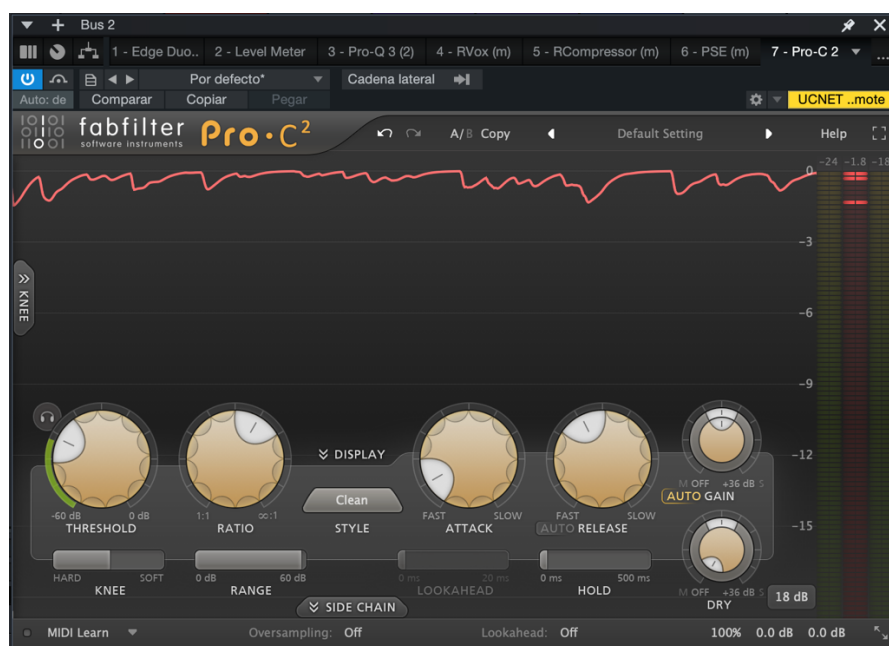 Bus 2
1 - Edge Duo.. 2 - Level Meter 3 - Pro-Q 3 (2) 4 - RVox (m) 5 - RCompressor (m) 6 - PSE (m) 7 - Pro-C 2 ...
Por defecto* Cadena lateral
Auto: de Comparar Copiar Pegar UCNET ..mote
fabfilter Pro·C²
software instruments
A/B Copy Default Setting Help
-24 -1.8 -18
0
-3
KNEE
-6
-9
DISPLAY -12
M OFF +36 dB S
Clean AUTO GAIN
-60 dB 0 dB 1:1 ∞:1 FAST SLOW FAST SLOW
THRESHOLD RATIO STYLE ATTACK AUTO RELEASE -15
HARD SOFT 0 dB 60 dB 0 ms 20 ms 0 ms 500 ms
KNEE RANGE LOOKAHEAD HOLD M OFF +36 dB S
DRY 18 dB
SIDE CHAIN
MIDI Learn Oversampling: Off Lookahead: Off 100% 0.0 dB 0.0 dB